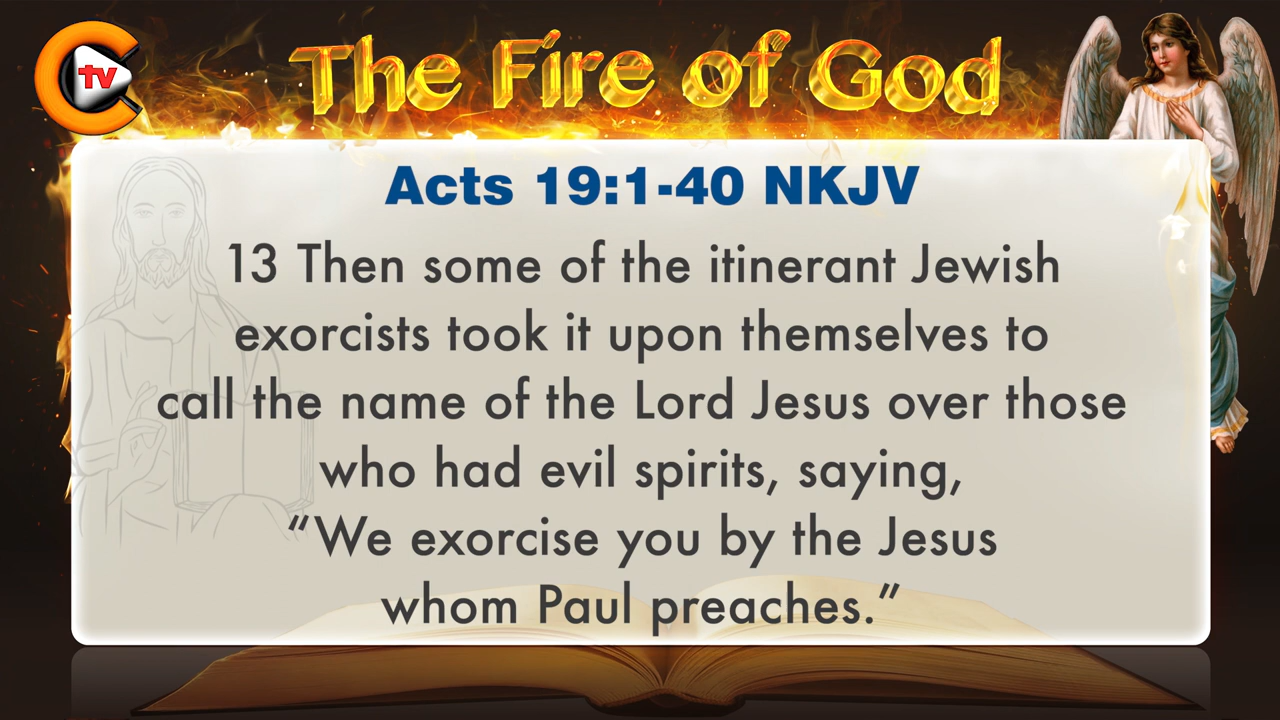 tv
The Fire of God
Acts 19:1-40 NKJV
13 Then some of the itinerant Jewish
exorcists took it upon themselves to
call the name of the Lord Jesus over those
who had evil spirits, saying,
“We exorcise you by the Jesus
whom Paul preaches.”